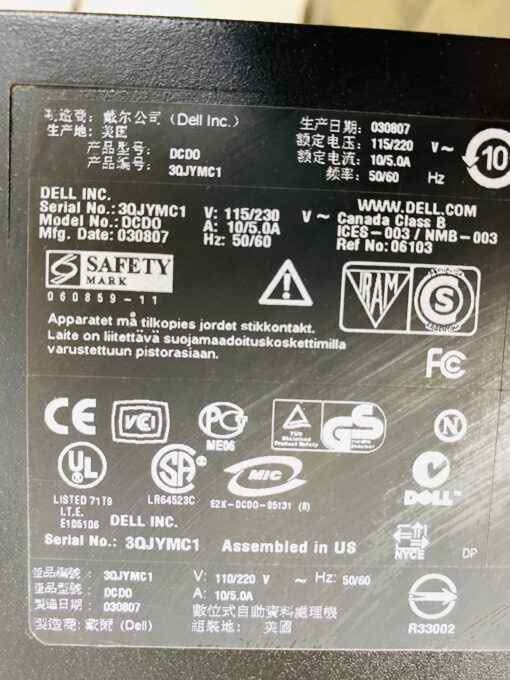 制造商: 戴尔公司 (Dell Inc.)
生产地: 美国
产品型号: DCDO
产品编号: 3QJYMC1
生产日期: 030807
额定电压: 115/220 V~
额定电流: 10/5.0A
频率: 50/60 Hz
10
DELL INC.
Serial No.: 3QJYMC1
Model No.: DCDO
Mfg. Date: 030807
V: 115/230 V ~
A: 10/5.0A
Hz: 50/60
WWW.DELL.COM
Canada Class B
ICES-003 / NMB-003
Ref No: 06103
SAFETY
MARK
060859-11
VRAM
S
Apparatet må tilkoples jordet stikkontakt.
Laite on liitettävä suojamaadoituskoskettimilla
varustettuun pistorasiaan.
FC
CE
VCI
PCT
ME06
TÜV
GS
N
UL
LISTED 71T9
I.T.E.
E105106
SA
LR64523C
MIC
E2K-DCDO-05131 (B)
DELL
NYCE
DP
DELL INC.
Serial No.: 3QJYMC1 Assembled in US
產品編號: 3QJYMC1 V: 110/220 V ~ Hz: 50/60
產品型號: DCDO A: 10/5.0A
製造日期: 030807 數位式自動資料處理機
製造商: 戴爾 (Dell) 組裝地: 美國
R33002